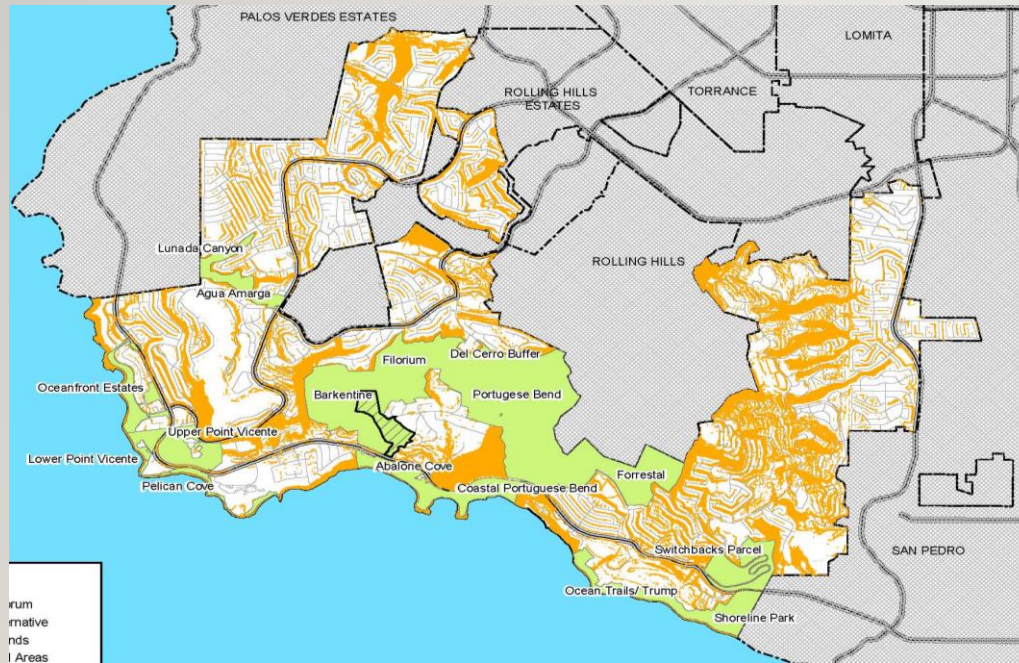 PALOS VERDES ESTATES
LOMITA
ROLLING HILLS
ESTATES
TORRANCE
Lunada Canyon
ROLLING HILLS
Agua Amarga
Del Cerro Buffer
Filorium
Oceanfront Estates
Barkentine
Portugese Bend
Upper Point Vicente
Lower Point Vicente
Abalone Cove
Pelican Cove
Coastal Portuguese Bend
Forrestal
Switchbacks Parcel
SAN PEDRO
Ocean Trails/ Trump
Shoreline Park
Areas